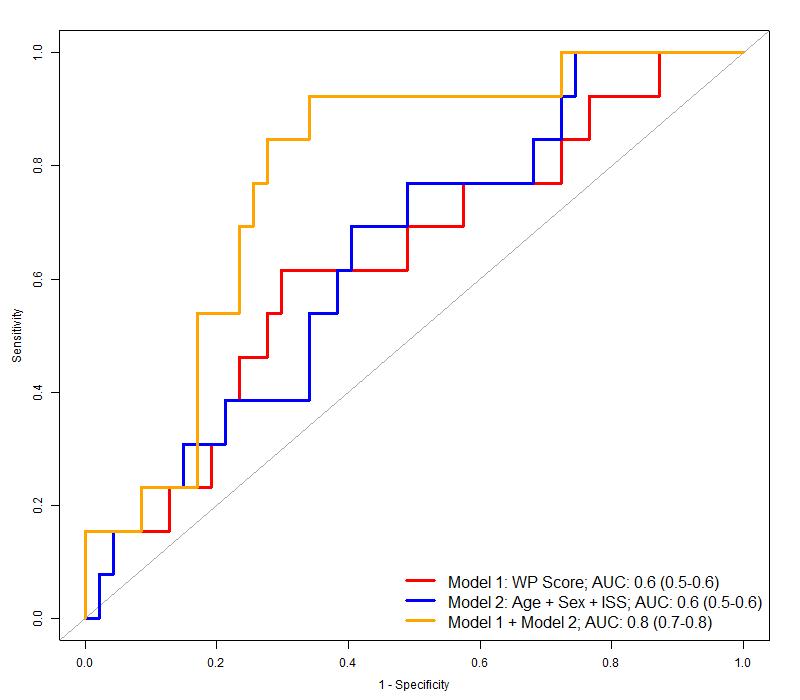 1.0
0.8
0.6
0.4
0.2
0.0
Sensitivity
Model 1: WP Score; AUC: 0.6 (0.5-0.6)
Model 2: Age + Sex + ISS; AUC: 0.6 (0.5-0.6)
Model 1 + Model 2; AUC: 0.8 (0.7-0.8)
0.0 0.2 0.4 0.6 0.8 1.0
1 - Specificity